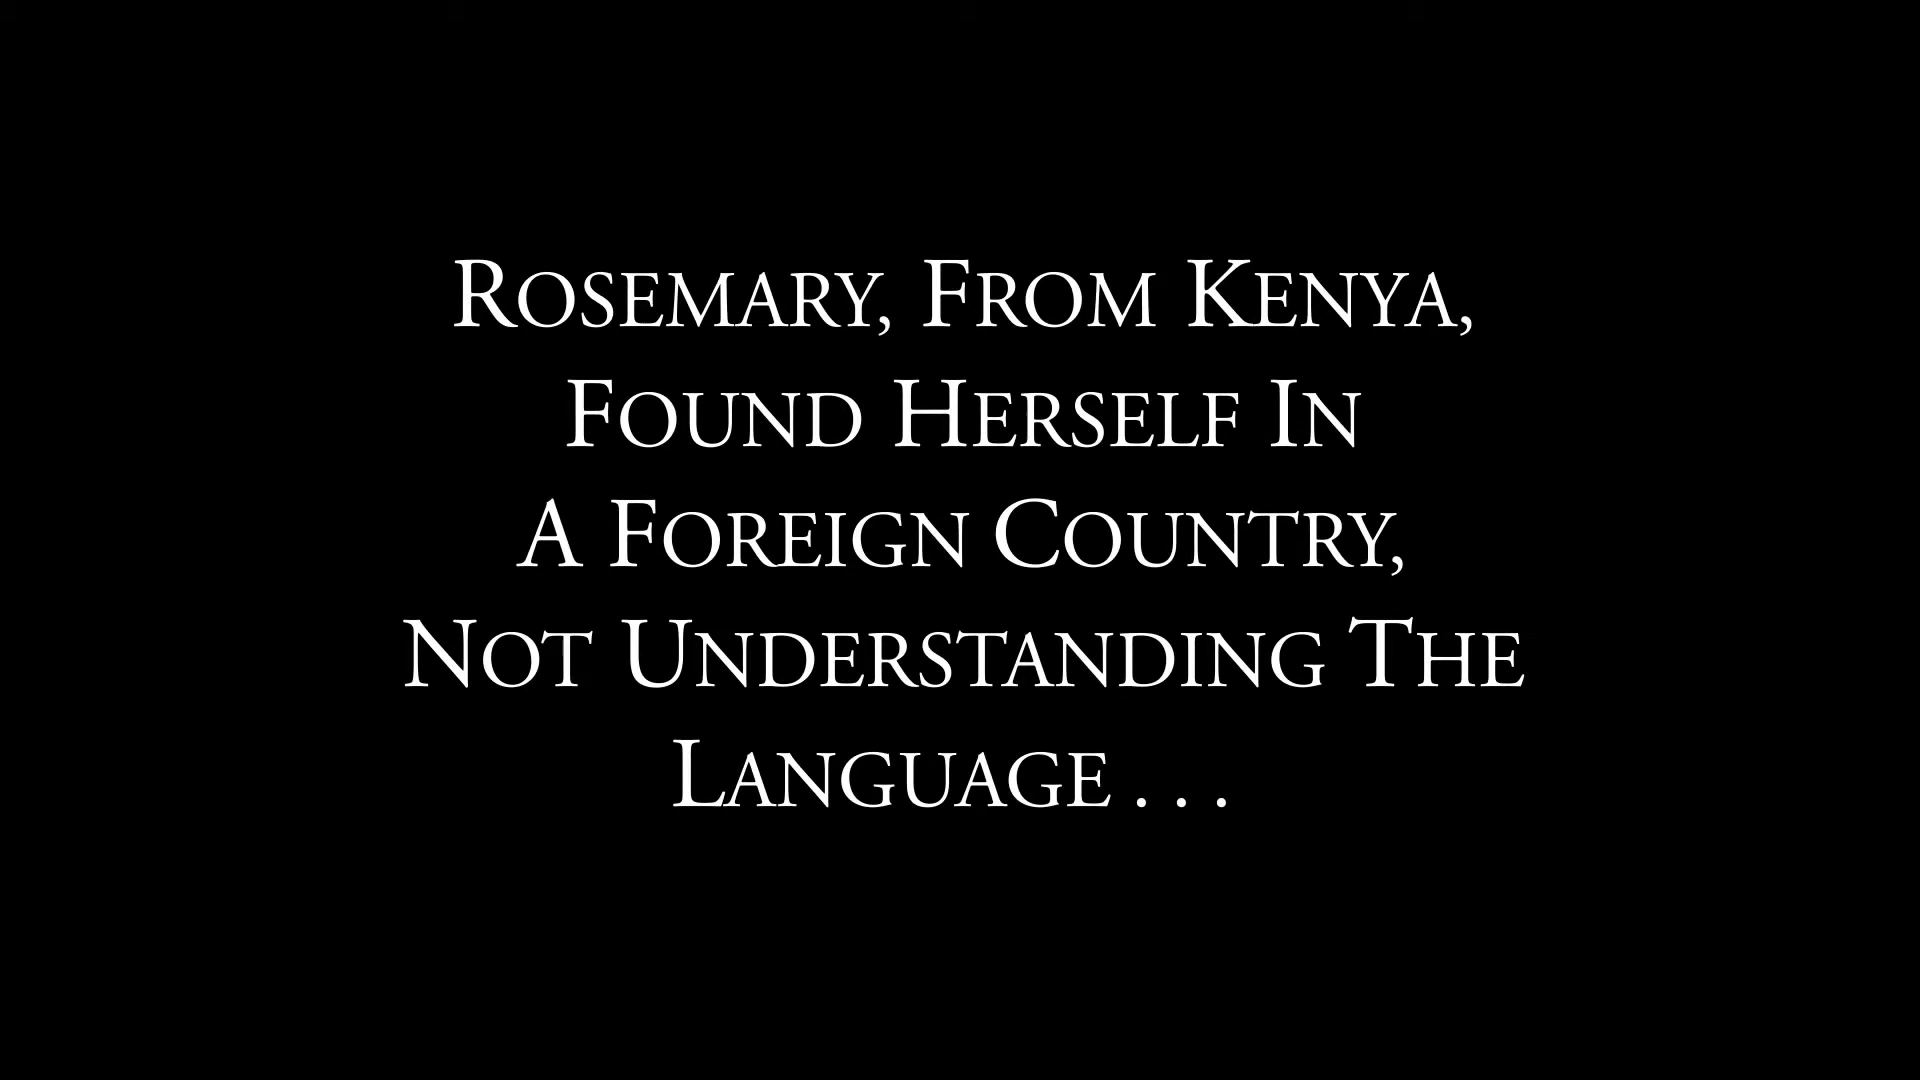 Rosemary, From Kenya,
Found Herself In
A Foreign Country,
Not Understanding The
Language . . .